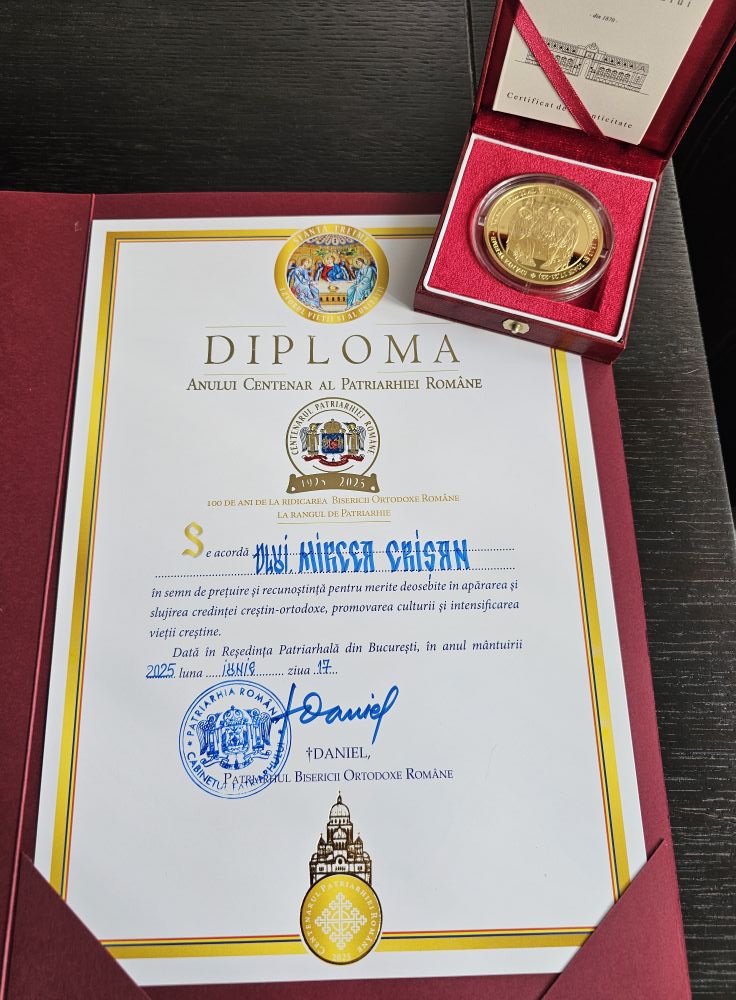 - din 1870 -
Certificat de autenticitate
SFÂNTA TREIME
IZVORUL VIEȚII ȘI AL UNITĂȚII
DIPLOMA
ANULUI CENTENAR AL PATRIARHIEI ROMÂNE
CENTENARUL PATRIARHIEI ROMÂNE
1925 2025
100 DE ANI DE LA RIDICAREA BISERICII ORTODOXE ROMÂNE
LA RANGUL DE PATRIARHIE
Se acordă Dlui. MIRCEA CRIȘAN
în semn de prețuire și recunoștință pentru merite deosebite în apărarea și
slujirea credinței creștin-ortodoxe, promovarea culturii și intensificarea
vieții creștine.
Dată în Reședința Patriarhală din București, în anul mântuirii
2025 luna iunie ziua 17
PATRIARHIA ROMÂNĂ
CABINETUL PATRIARHULUI
†Daniel
†DANIEL,
PATRIARHUL BISERICII ORTODOXE ROMÂNE
CENTENARUL PATRIARHIEI ROMÂNE
2025